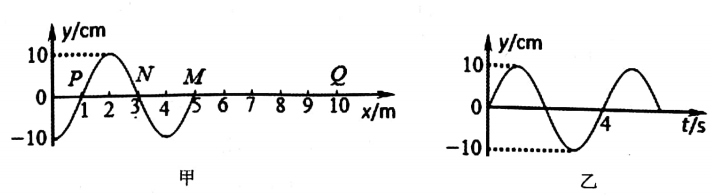 y/cm
10
P N M Q
0 1 2 3 4 5 6 7 8 9 10 x/m
-10
甲
y/cm
10
0 4 t/s
-10
乙